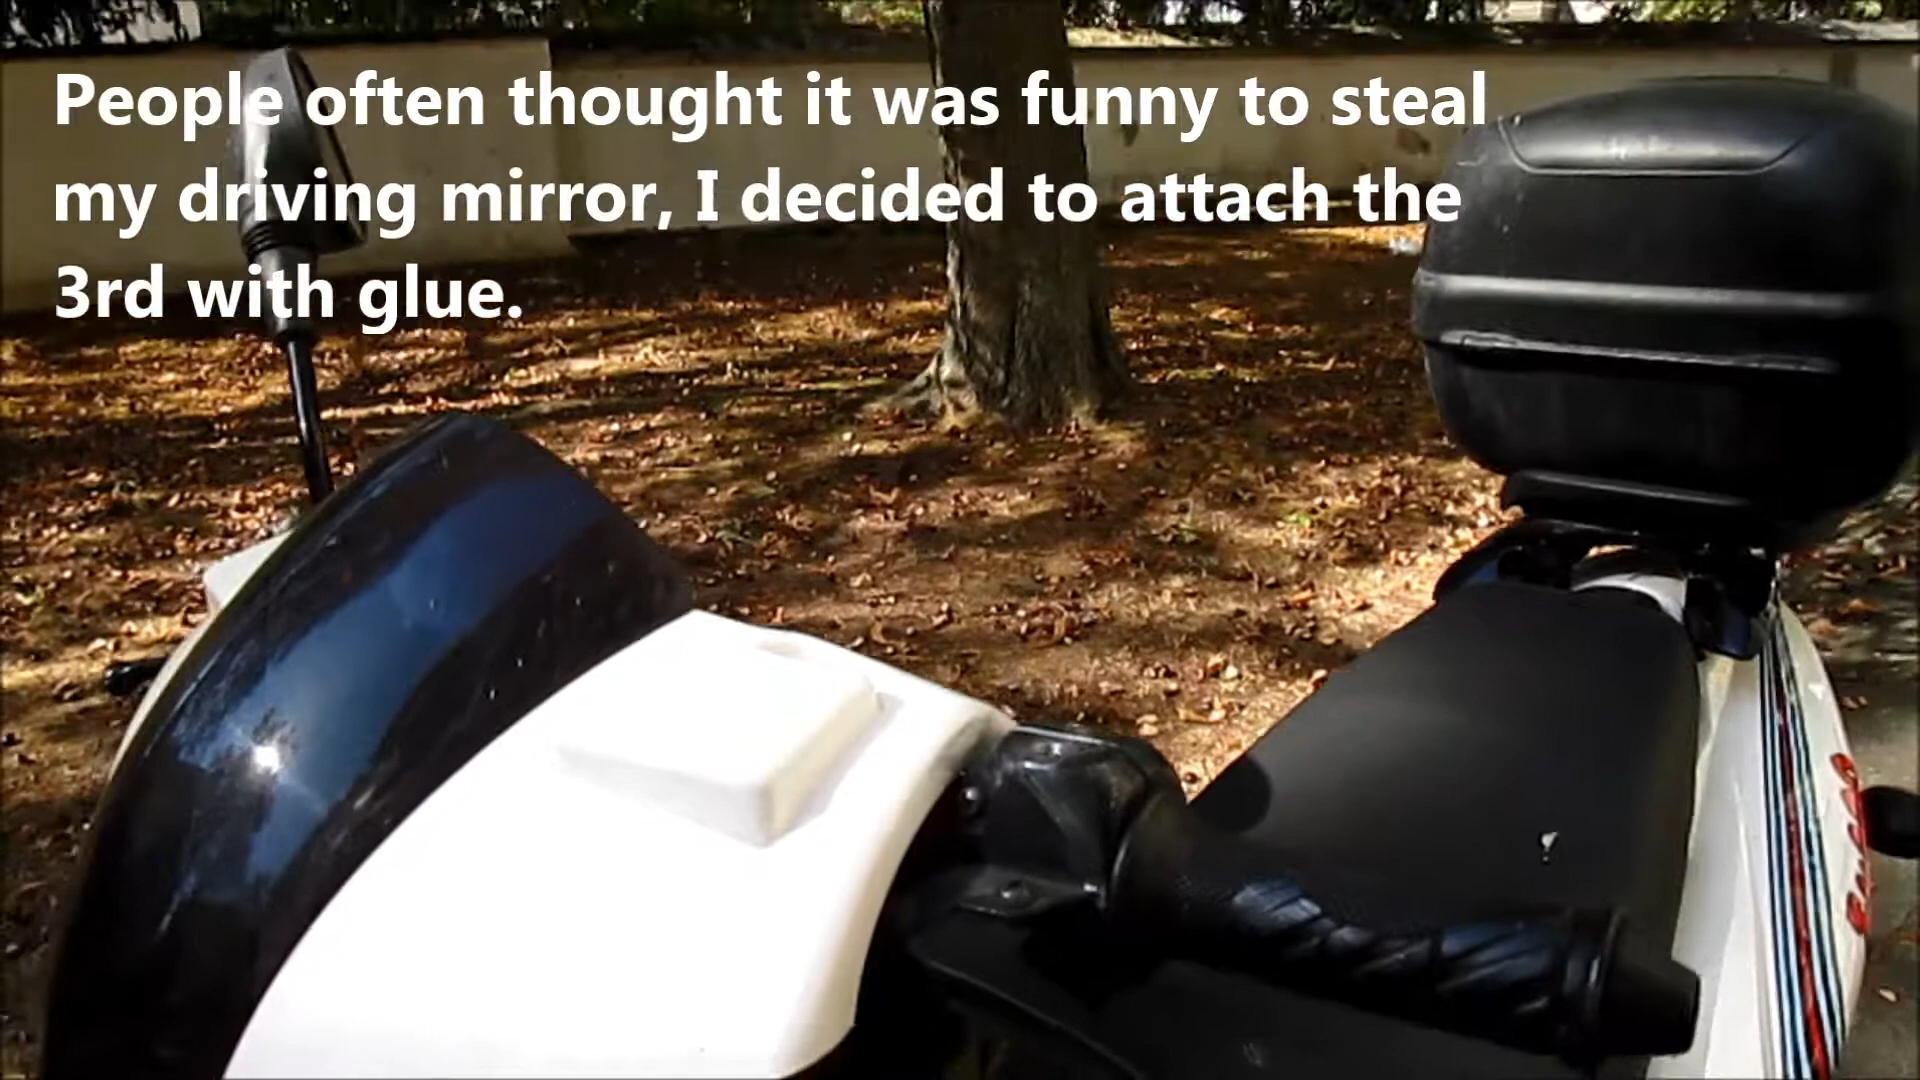 People often thought it was funny to steal
my driving mirror, I decided to attach the
3rd with glue.